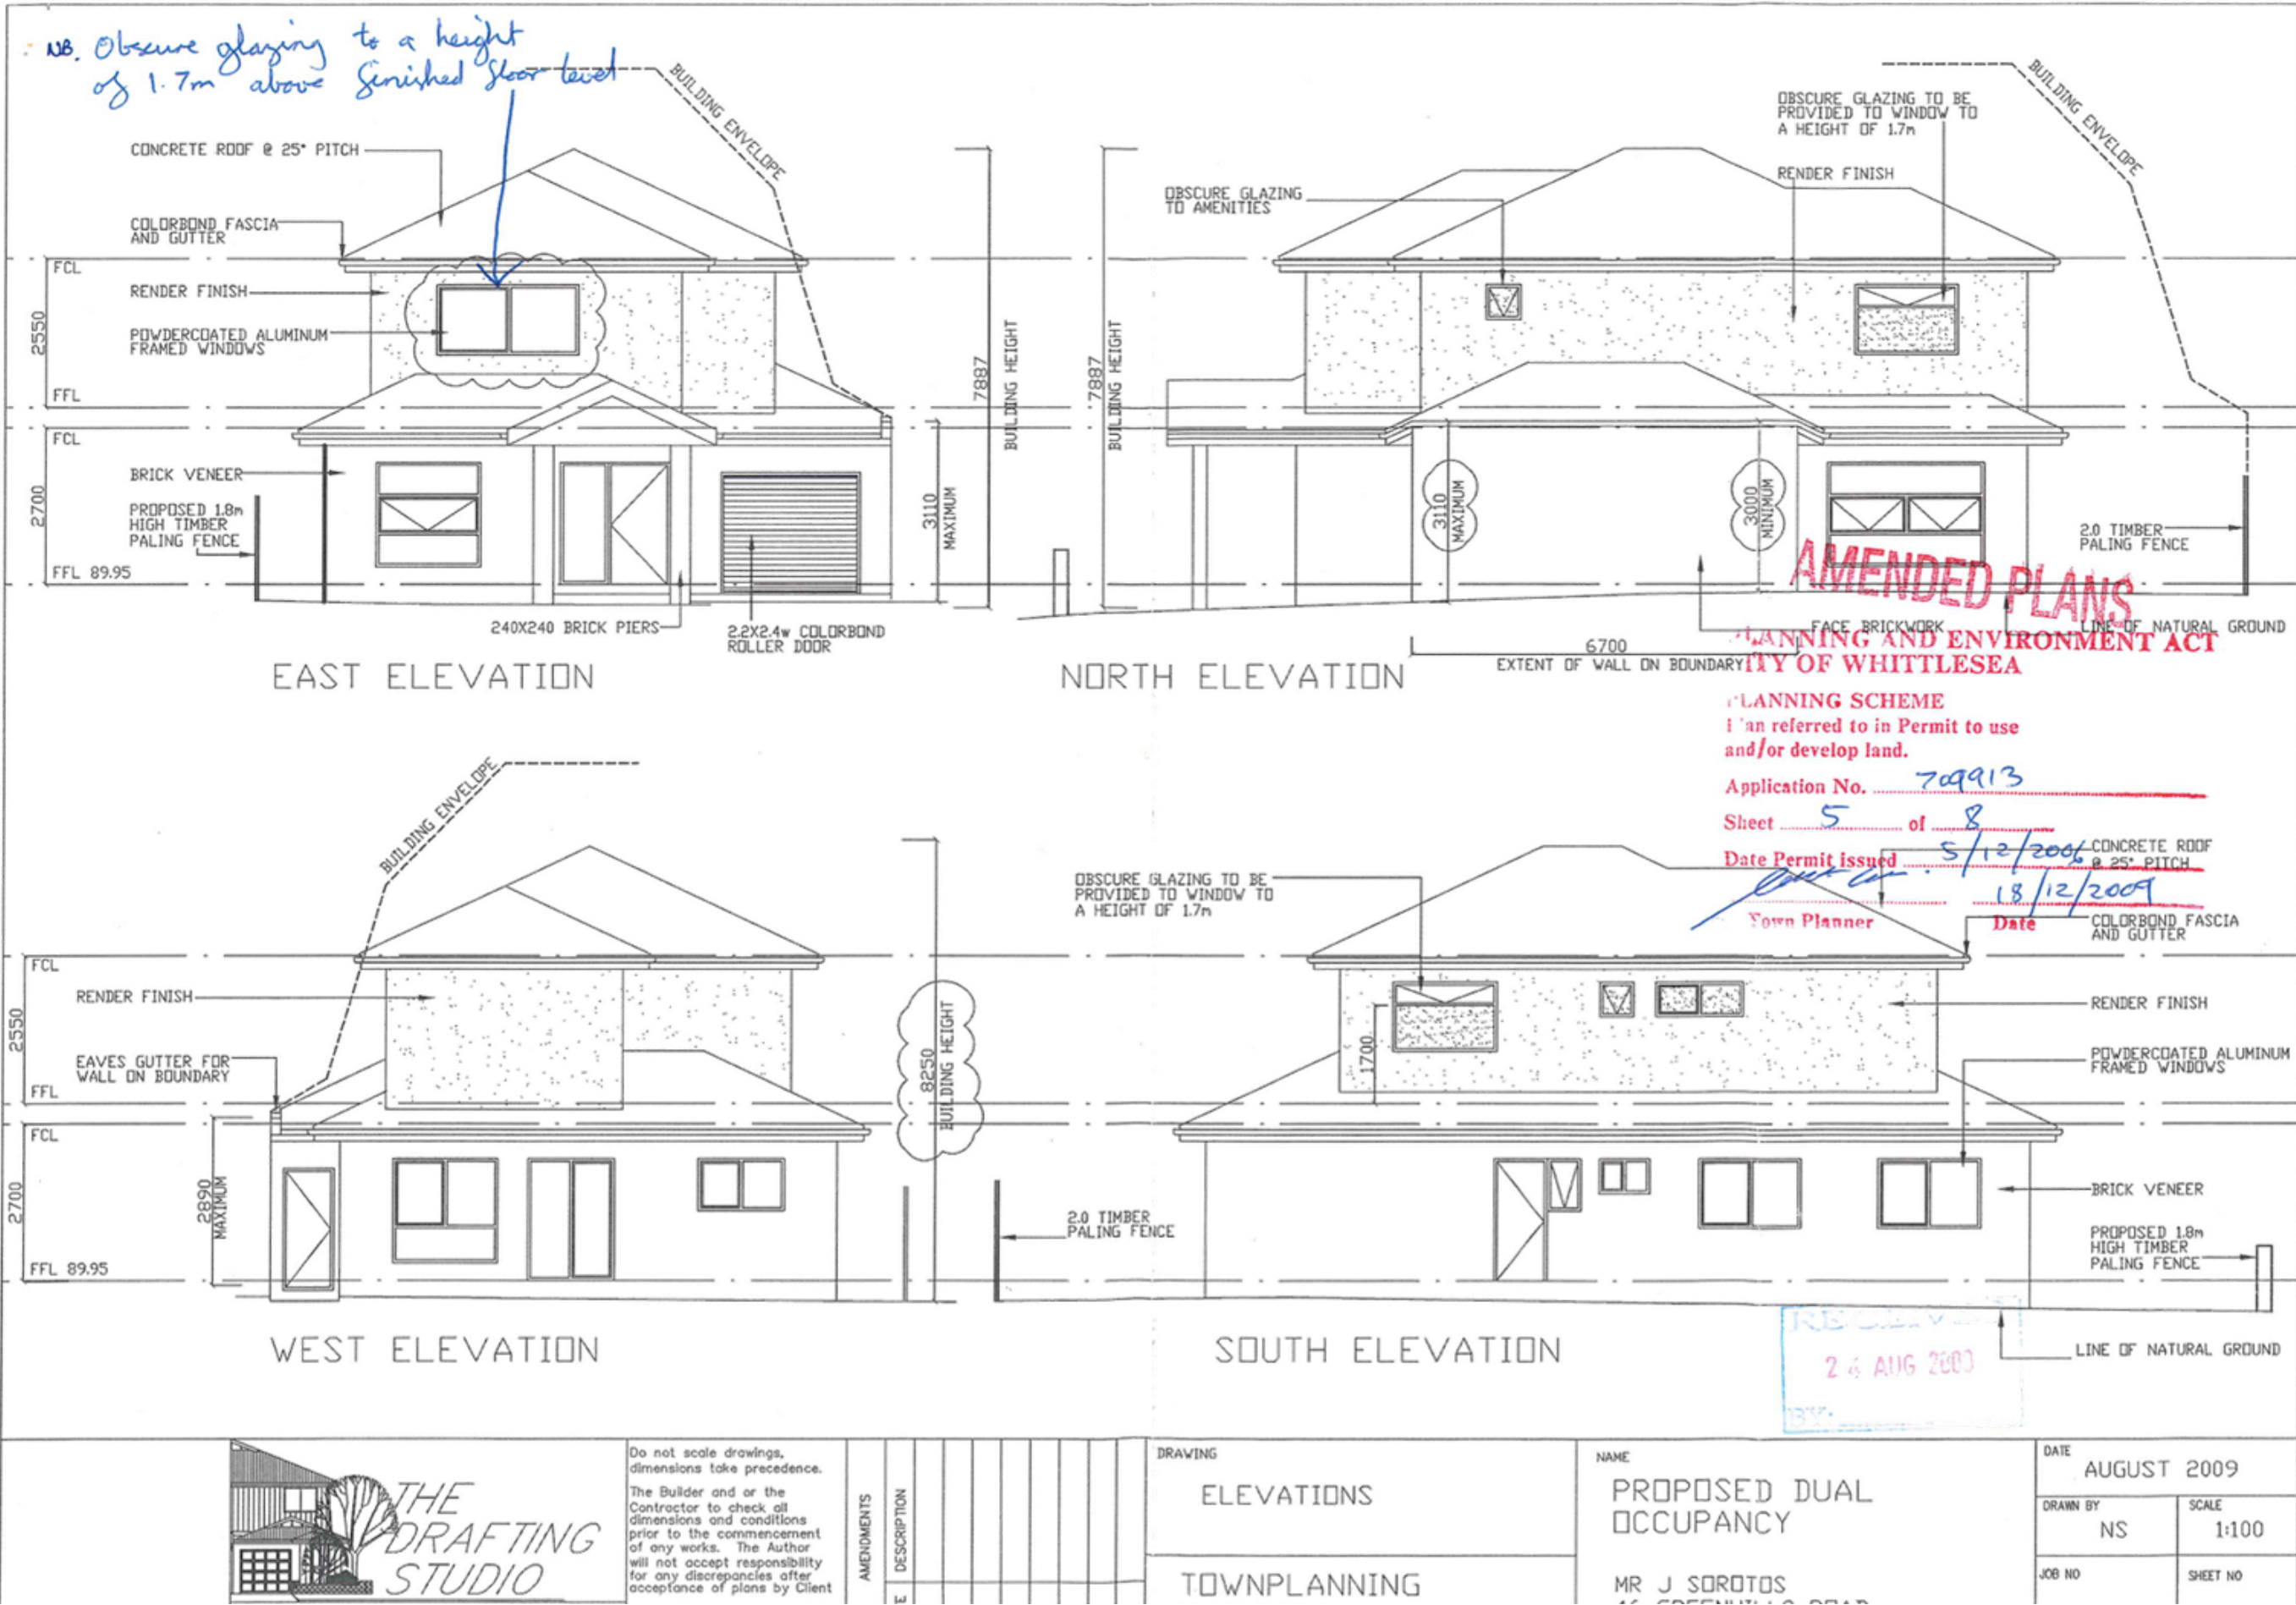 NB. Obscure glazing to a height
of 1.7m above finished floor level
BUILDING ENVELOPE
CONCRETE ROOF @ 25° PITCH
COLORBOND FASCIA
AND GUTTER
FCL
RENDER FINISH
2550
POWDERCOATED ALUMINUM
FRAMED WINDOWS
FFL
FCL
BRICK VENEER
2700
PROPOSED 1.8m
HIGH TIMBER
PALING FENCE
FFL 89.95
240X240 BRICK PIERS
2.2X2.4w COLORBOND
ROLLER DOOR
3110
MAXIMUM
7887
BUILDING HEIGHT
EAST ELEVATION
7887
BUILDING HEIGHT
OBSCURE GLAZING
TO AMENITIES
OBSCURE GLAZING TO BE
PROVIDED TO WINDOW TO
A HEIGHT OF 1.7m
RENDER FINISH
BUILDING ENVELOPE
3110
MAXIMUM
3000
MINIMUM
2.0 TIMBER
PALING FENCE
FACE BRICKWORK
LINE OF NATURAL GROUND
6700
EXTENT OF WALL ON BOUNDARY
NORTH ELEVATION
AMENDED PLANS
PLANNING AND ENVIRONMENT ACT
ITY OF WHITTLESEA
PLANNING SCHEME
Plan referred to in Permit to use
and/or develop land.
Application No. 709913
Sheet 5 of 8
Date Permit issued 5/12/2006
18/12/2009
Town Planner Date
BUILDING ENVELOPE
FCL
RENDER FINISH
2550
EAVES GUTTER FOR
WALL ON BOUNDARY
FFL
FCL
2700
2890
MAXIMUM
FFL 89.95
8250
BUILDING HEIGHT
WEST ELEVATION
OBSCURE GLAZING TO BE
PROVIDED TO WINDOW TO
A HEIGHT OF 1.7m
1700
CONCRETE ROOF
@ 25° PITCH
COLORBOND FASCIA
AND GUTTER
RENDER FINISH
POWDERCOATED ALUMINUM
FRAMED WINDOWS
2.0 TIMBER
PALING FENCE
BRICK VENEER
PROPOSED 1.8m
HIGH TIMBER
PALING FENCE
LINE OF NATURAL GROUND
SOUTH ELEVATION
24 AUG
BY:
THE
DRAFTING
STUDIO
Do not scale drawings,
dimensions take precedence.
The Builder and or the
Contractor to check all
dimensions and conditions
prior to the commencement
of any works. The Author
will not accept responsibility
for any discrepancies after
acceptance of plans by Client
AMENDMENTS
DESCRIPTION
DRAWING
ELEVATIONS
TOWNPLANNING
NAME
PROPOSED DUAL
OCCUPANCY
MR J SOROTOS
46 GREENHILLS ROAD
DATE
AUGUST 2009
DRAWN BY
NS
SCALE
1:100
JOB NO
SHEET NO